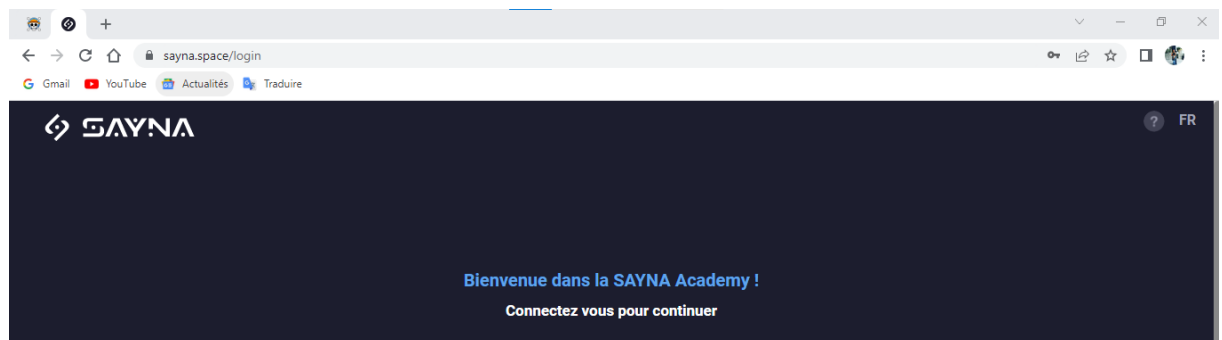 sayna.space/login
Gmail YouTube Actualités Traduire
SAYNA ? FR
Bienvenue dans la SAYNA Academy !
Connectez vous pour continuer